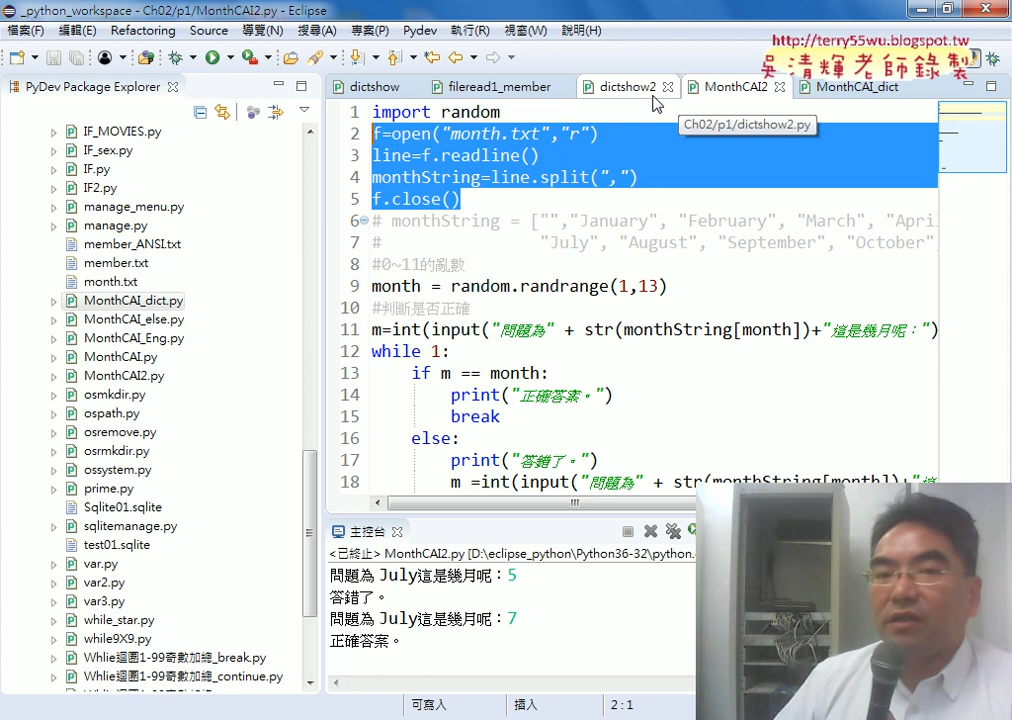 _python_workspace - Ch02/p1/MonthCAI2.py - Eclipse
檔案(F) 編輯(E) Refactoring Source 導覽(N) 搜尋(A) 專案(P) Pydev 執行(R) 視窗(W) 說明(H)
http://terry55wu.blogspot.tw
吳清輝老師錄製
PyDev Package Explorer
IF_MOVIES.py
IF_sex.py
IF.py
IF2.py
manage_menu.py
manage.py
member_ANSI.txt
member.txt
month.txt
MonthCAI_dict.py
MonthCAI_else.py
MonthCAI_Eng.py
MonthCAI.py
MonthCAI2.py
osmkdir.py
ospath.py
osremove.py
osrmkdir.py
ossystem.py
prime.py
Sqlite01.sqlite
sqlitemanage.py
test01.sqlite
var.py
var2.py
var3.py
while_star.py
while9X9.py
Whlie迴圈1-99奇數加總_break.py
Whlie迴圈1-99奇數加總_continue.py
dictshow fileread1_member dictshow2 MonthCAI2 MonthCAI_dict
Ch02/p1/dictshow2.py
1 import random
2 f=open("month.txt","r")
3 line=f.readline()
4 monthString=line.split(",")
5 f.close()
6 # monthString = ["","January", "February", "March", "Apri
7 # "July", "August", "September", "October"
8 #0~11的亂數
9 month = random.randrange(1,13)
10 #判斷是否正確
11 m=int(input("問題為" + str(monthString[month])+"這是幾月呢：")
12 while 1:
13 if m == month:
14 print("正確答案。")
15 break
16 else:
17 print("答錯了。")
18 m =int(input("問題為" + str(monthString[month])+"這
主控台
<已終止> MonthCAI2.py [D:\eclipse_python\Python36-32\python.
問題為 July這是幾月呢：5
答錯了。
問題為 July這是幾月呢：7
正確答案。
可寫入 插入 2 : 1